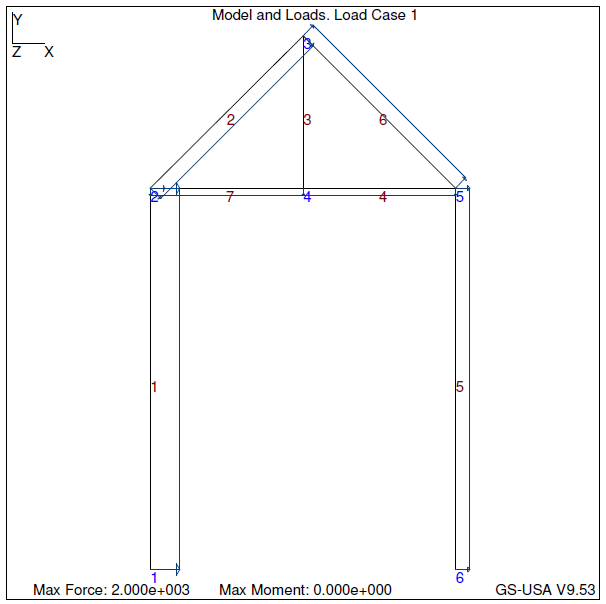 Model and Loads. Load Case 1
Y
Z X
3
2 3 6
2 7 4 4 5
1 5
1 6
Max Force: 2.000e+003 Max Moment: 0.000e+000 GS-USA V9.53